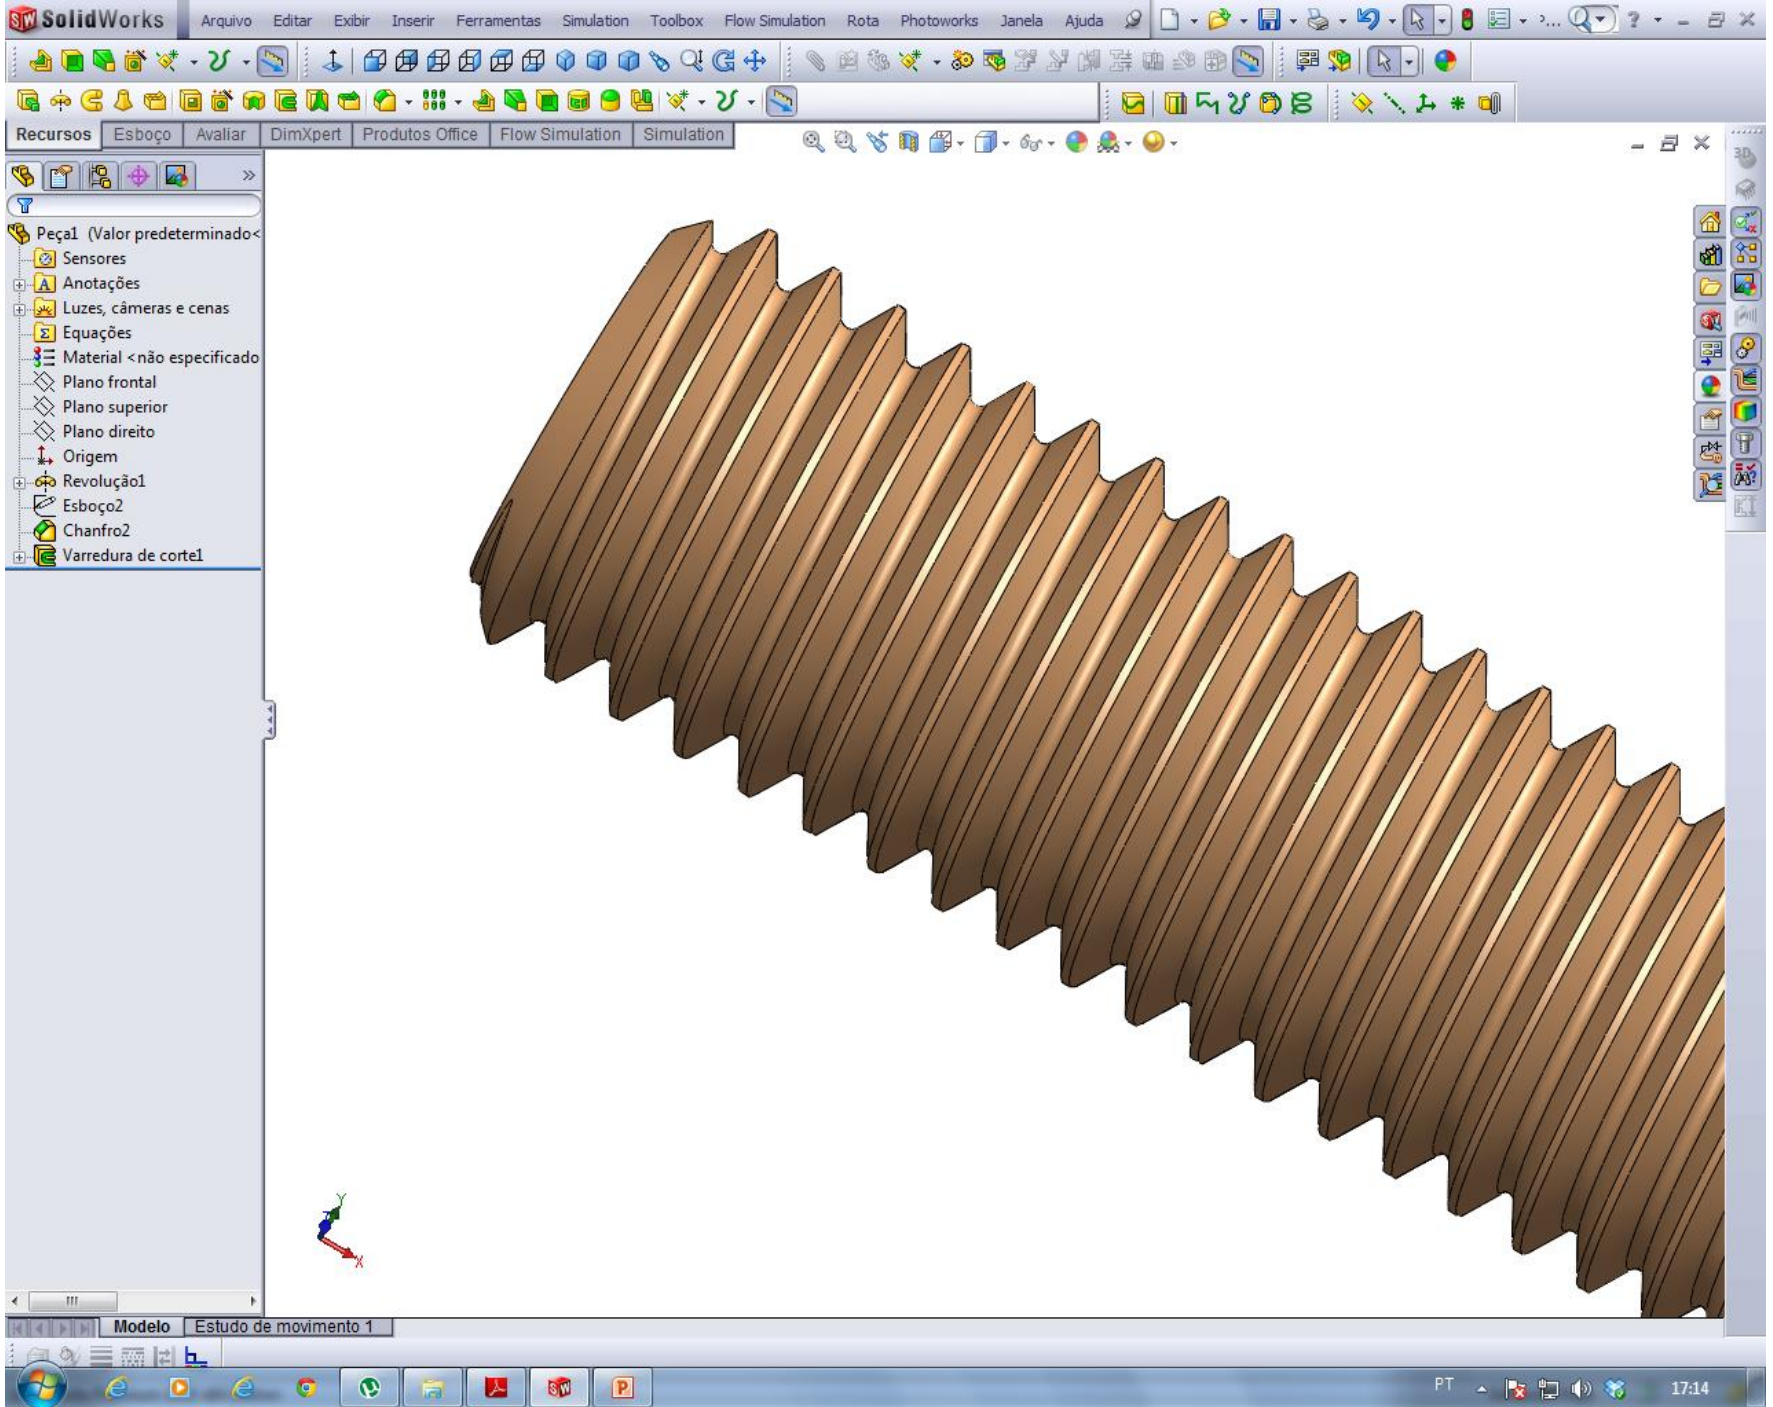 SolidWorks Arquivo Editar Exibir Inserir Ferramentas Simulation Toolbox Flow Simulation Rota Photoworks Janela Ajuda
Recursos Esboço Avaliar DimXpert Produtos Office Flow Simulation Simulation
Peça1 (Valor predeterminado<
Sensores
Anotações
Luzes, câmeras e cenas
Equações
Material <não especificado
Plano frontal
Plano superior
Plano direito
Origem
Revolução1
Esboço2
Chanfro2
Varredura de corte1
Y
X
Modelo Estudo de movimento 1
PT 17:14